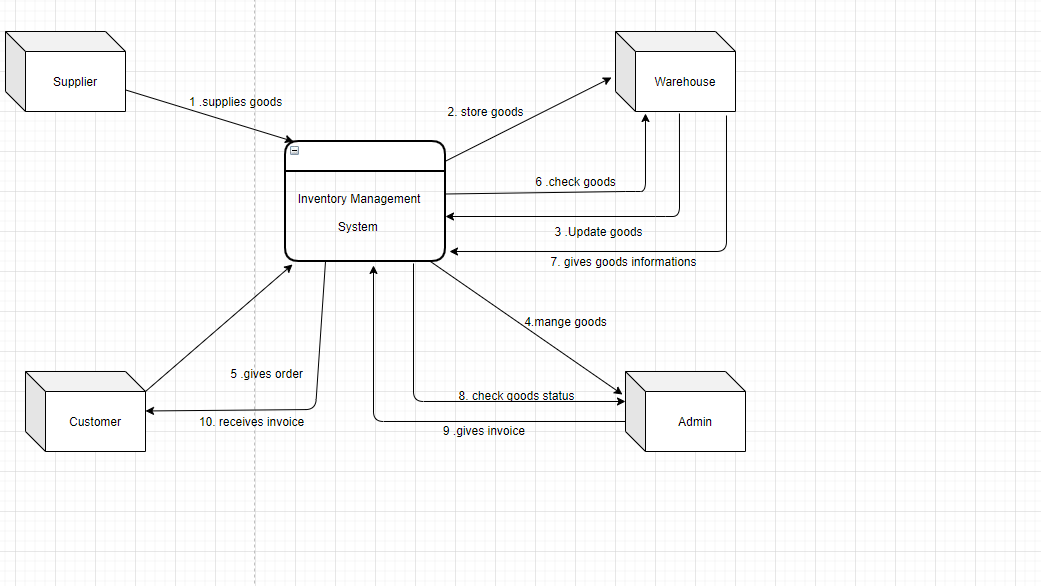 Supplier
Warehouse
1 .supplies goods
2. store goods
6 .check goods
Inventory Management
System
3 .Update goods
7. gives goods informations
4.mange goods
5 .gives order
8. check goods status
Customer
10. receives invoice
9 .gives invoice
Admin